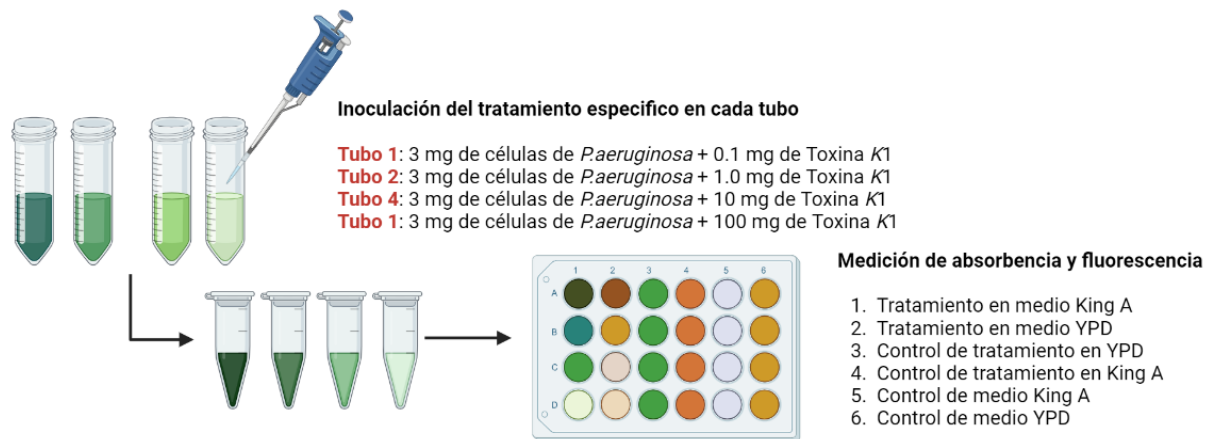 Inoculación del tratamiento especifico en cada tubo
Tubo 1: 3 mg de células de P.aeruginosa + 0.1 mg de Toxina K1
Tubo 2: 3 mg de células de P.aeruginosa + 1.0 mg de Toxina K1
Tubo 4: 3 mg de células de P.aeruginosa + 10 mg de Toxina K1
Tubo 1: 3 mg de células de P.aeruginosa + 100 mg de Toxina K1
1 2 3 4 5 6
A
B
C
D
Medición de absorbencia y fluorescencia
1. Tratamiento en medio King A
2. Tratamiento en medio YPD
3. Control de tratamiento en YPD
4. Control de tratamiento en King A
5. Control de medio King A
6. Control de medio YPD